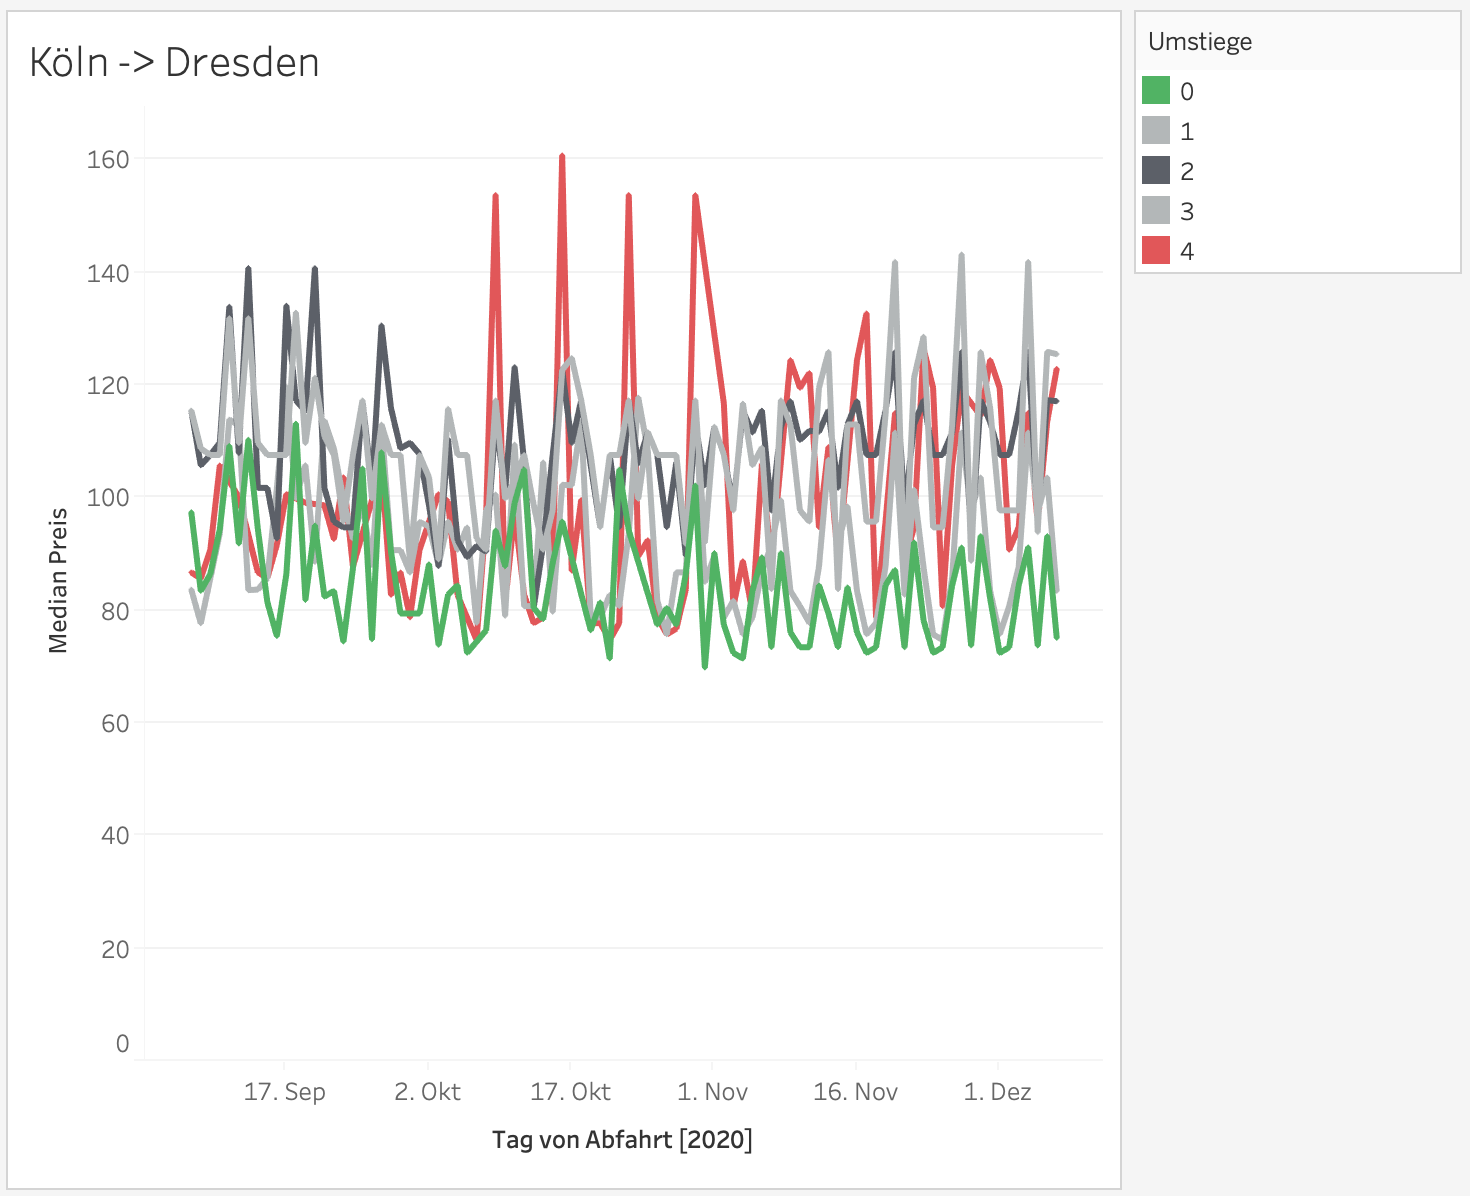 Köln -> Dresden
Umstiege
0
1
2
3
4
Median Preis
160
140
120
100
80
60
40
20
0
17. Sep
2. Okt
17. Okt
1. Nov
16. Nov
1. Dez
Tag von Abfahrt [2020]